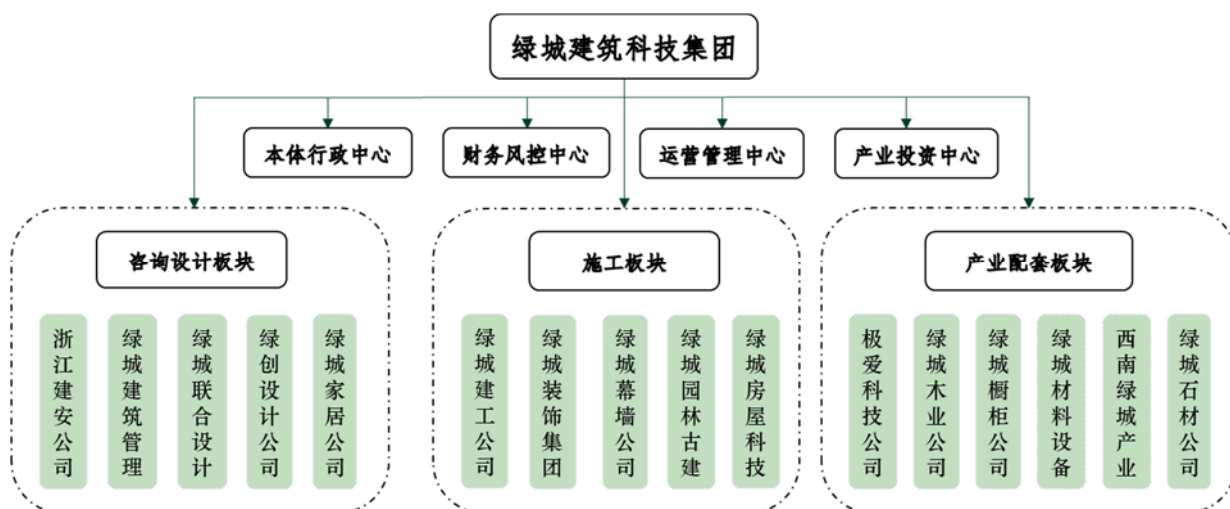 绿城建筑科技集团
本体行政中心
财务风控中心
运营管理中心
产业投资中心
咨询设计板块
施工板块
产业配套板块
浙江建安公司
绿城建筑管理
绿城联合设计
绿创设计公司
绿城家居公司
绿城建工公司
绿城装饰集团
绿城幕墙公司
绿城园林古建
绿城房屋科技
极爱科技公司
绿城木业公司
绿城橱柜公司
绿城材料设备
西南绿城产业
绿城石材公司